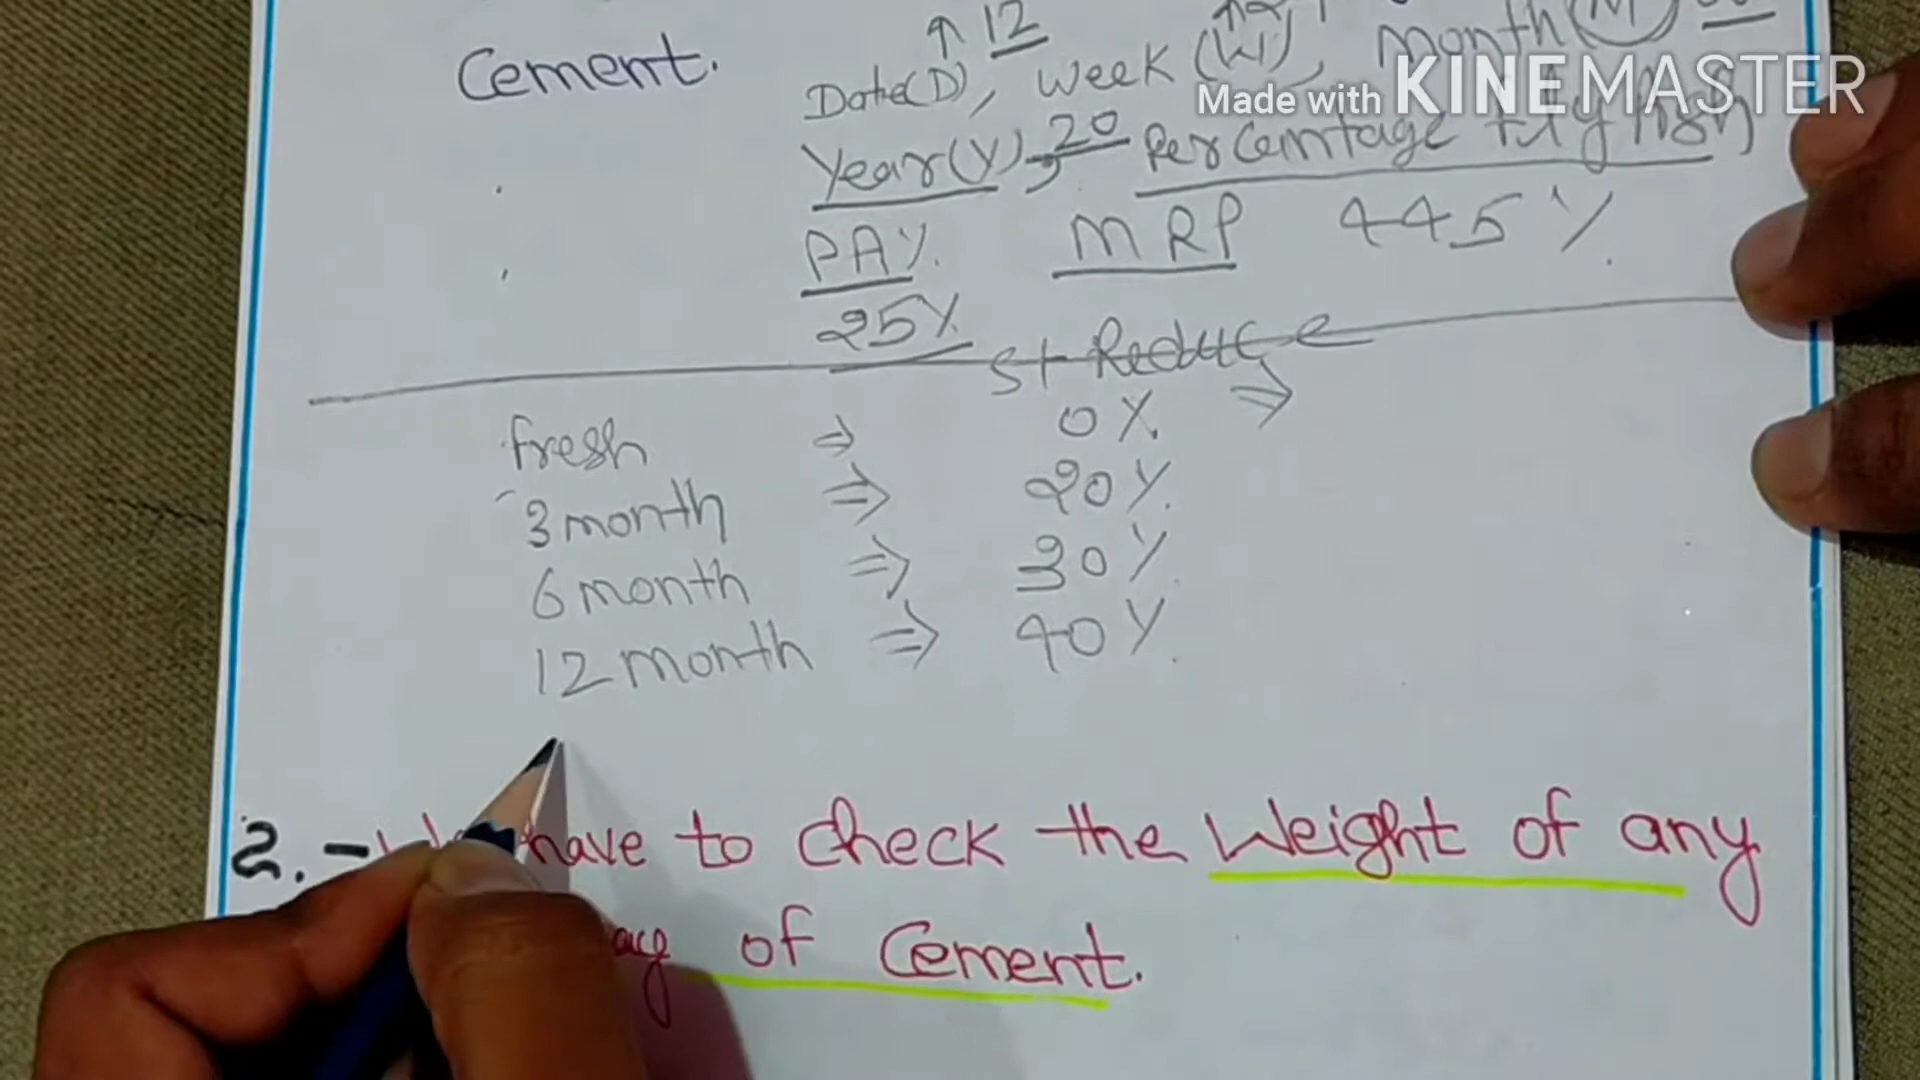 ↑ 12
Cement. Date(D), Week (W), Month (M)
Made with KINEMASTER
Year(Y), 20 Percentage
PA%. MRP 445 %.
25%.
St Reduce
fresh ⇒ 0%. ⇒
3 month ⇒ 20%.
6 month ⇒ 30%.
12 month ⇒ 40%.
2. - have to check the Weight of any
of Cement.